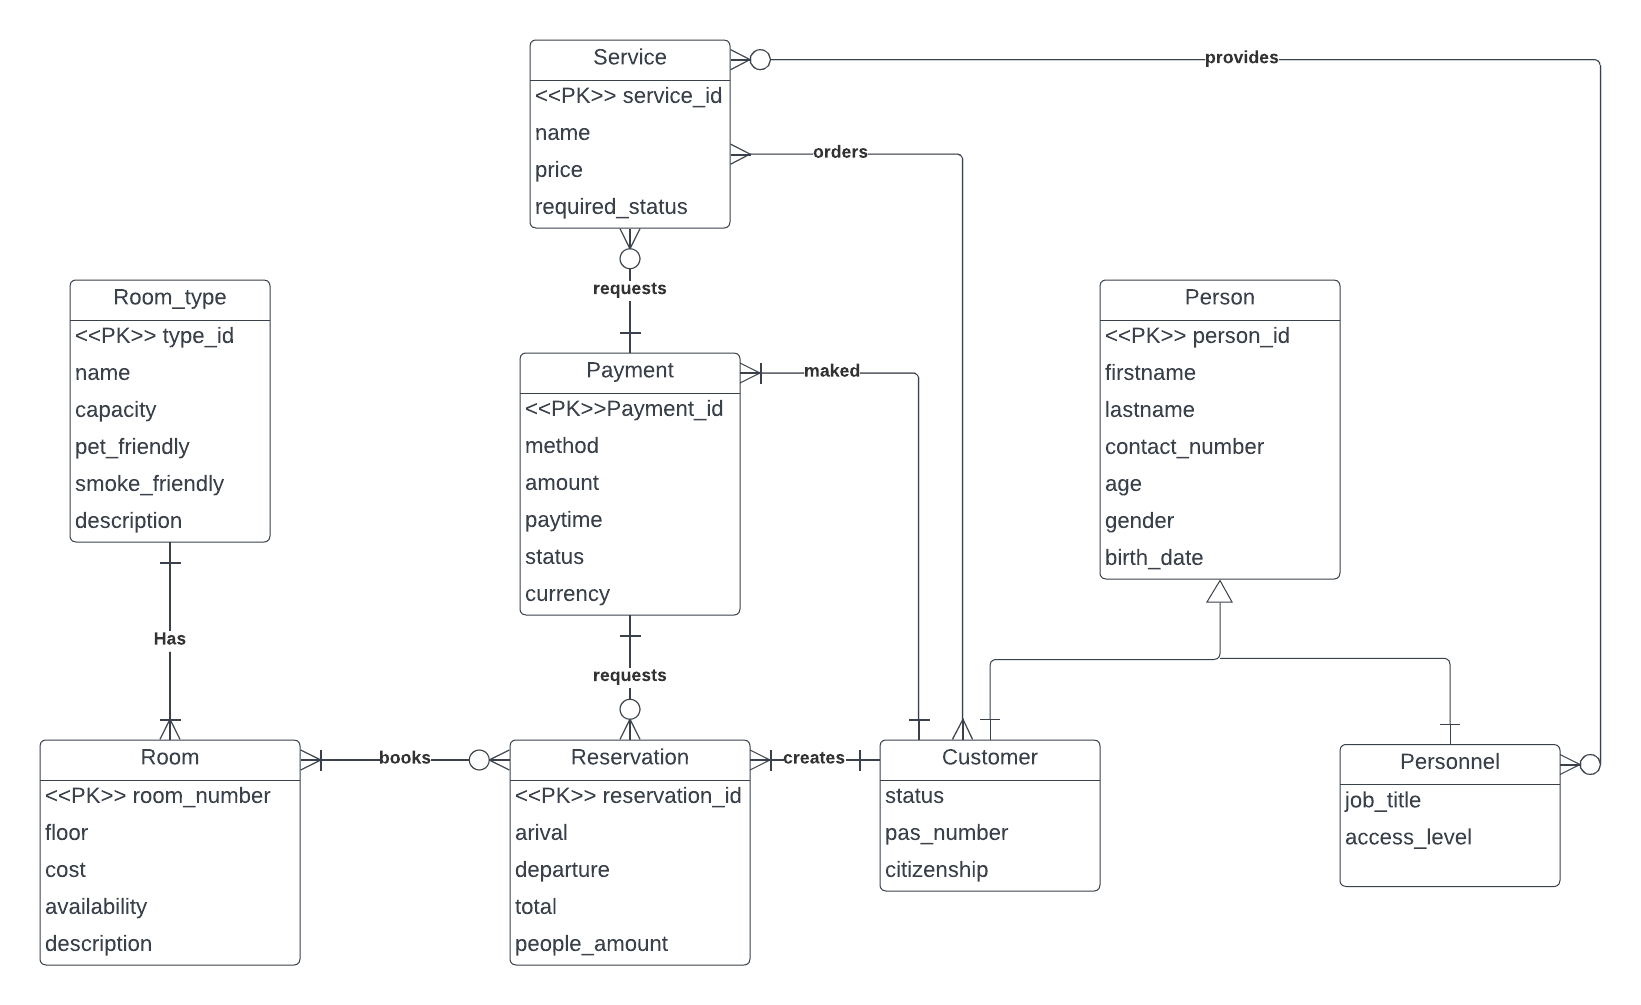 Service
<<PK>> service_id
name
price
required_status
provides
orders
requests
Room_type
<<PK>> type_id
name
capacity
pet_friendly
smoke_friendly
description
Has
Payment
<<PK>>Payment_id
method
amount
paytime
status
currency
maked
requests
Person
<<PK>> person_id
firstname
lastname
contact_number
age
gender
birth_date
Room
<<PK>> room_number
floor
cost
availability
description
books
Reservation
<<PK>> reservation_id
arival
departure
total
people_amount
creates
Customer
status
pas_number
citizenship
Personnel
job_title
access_level